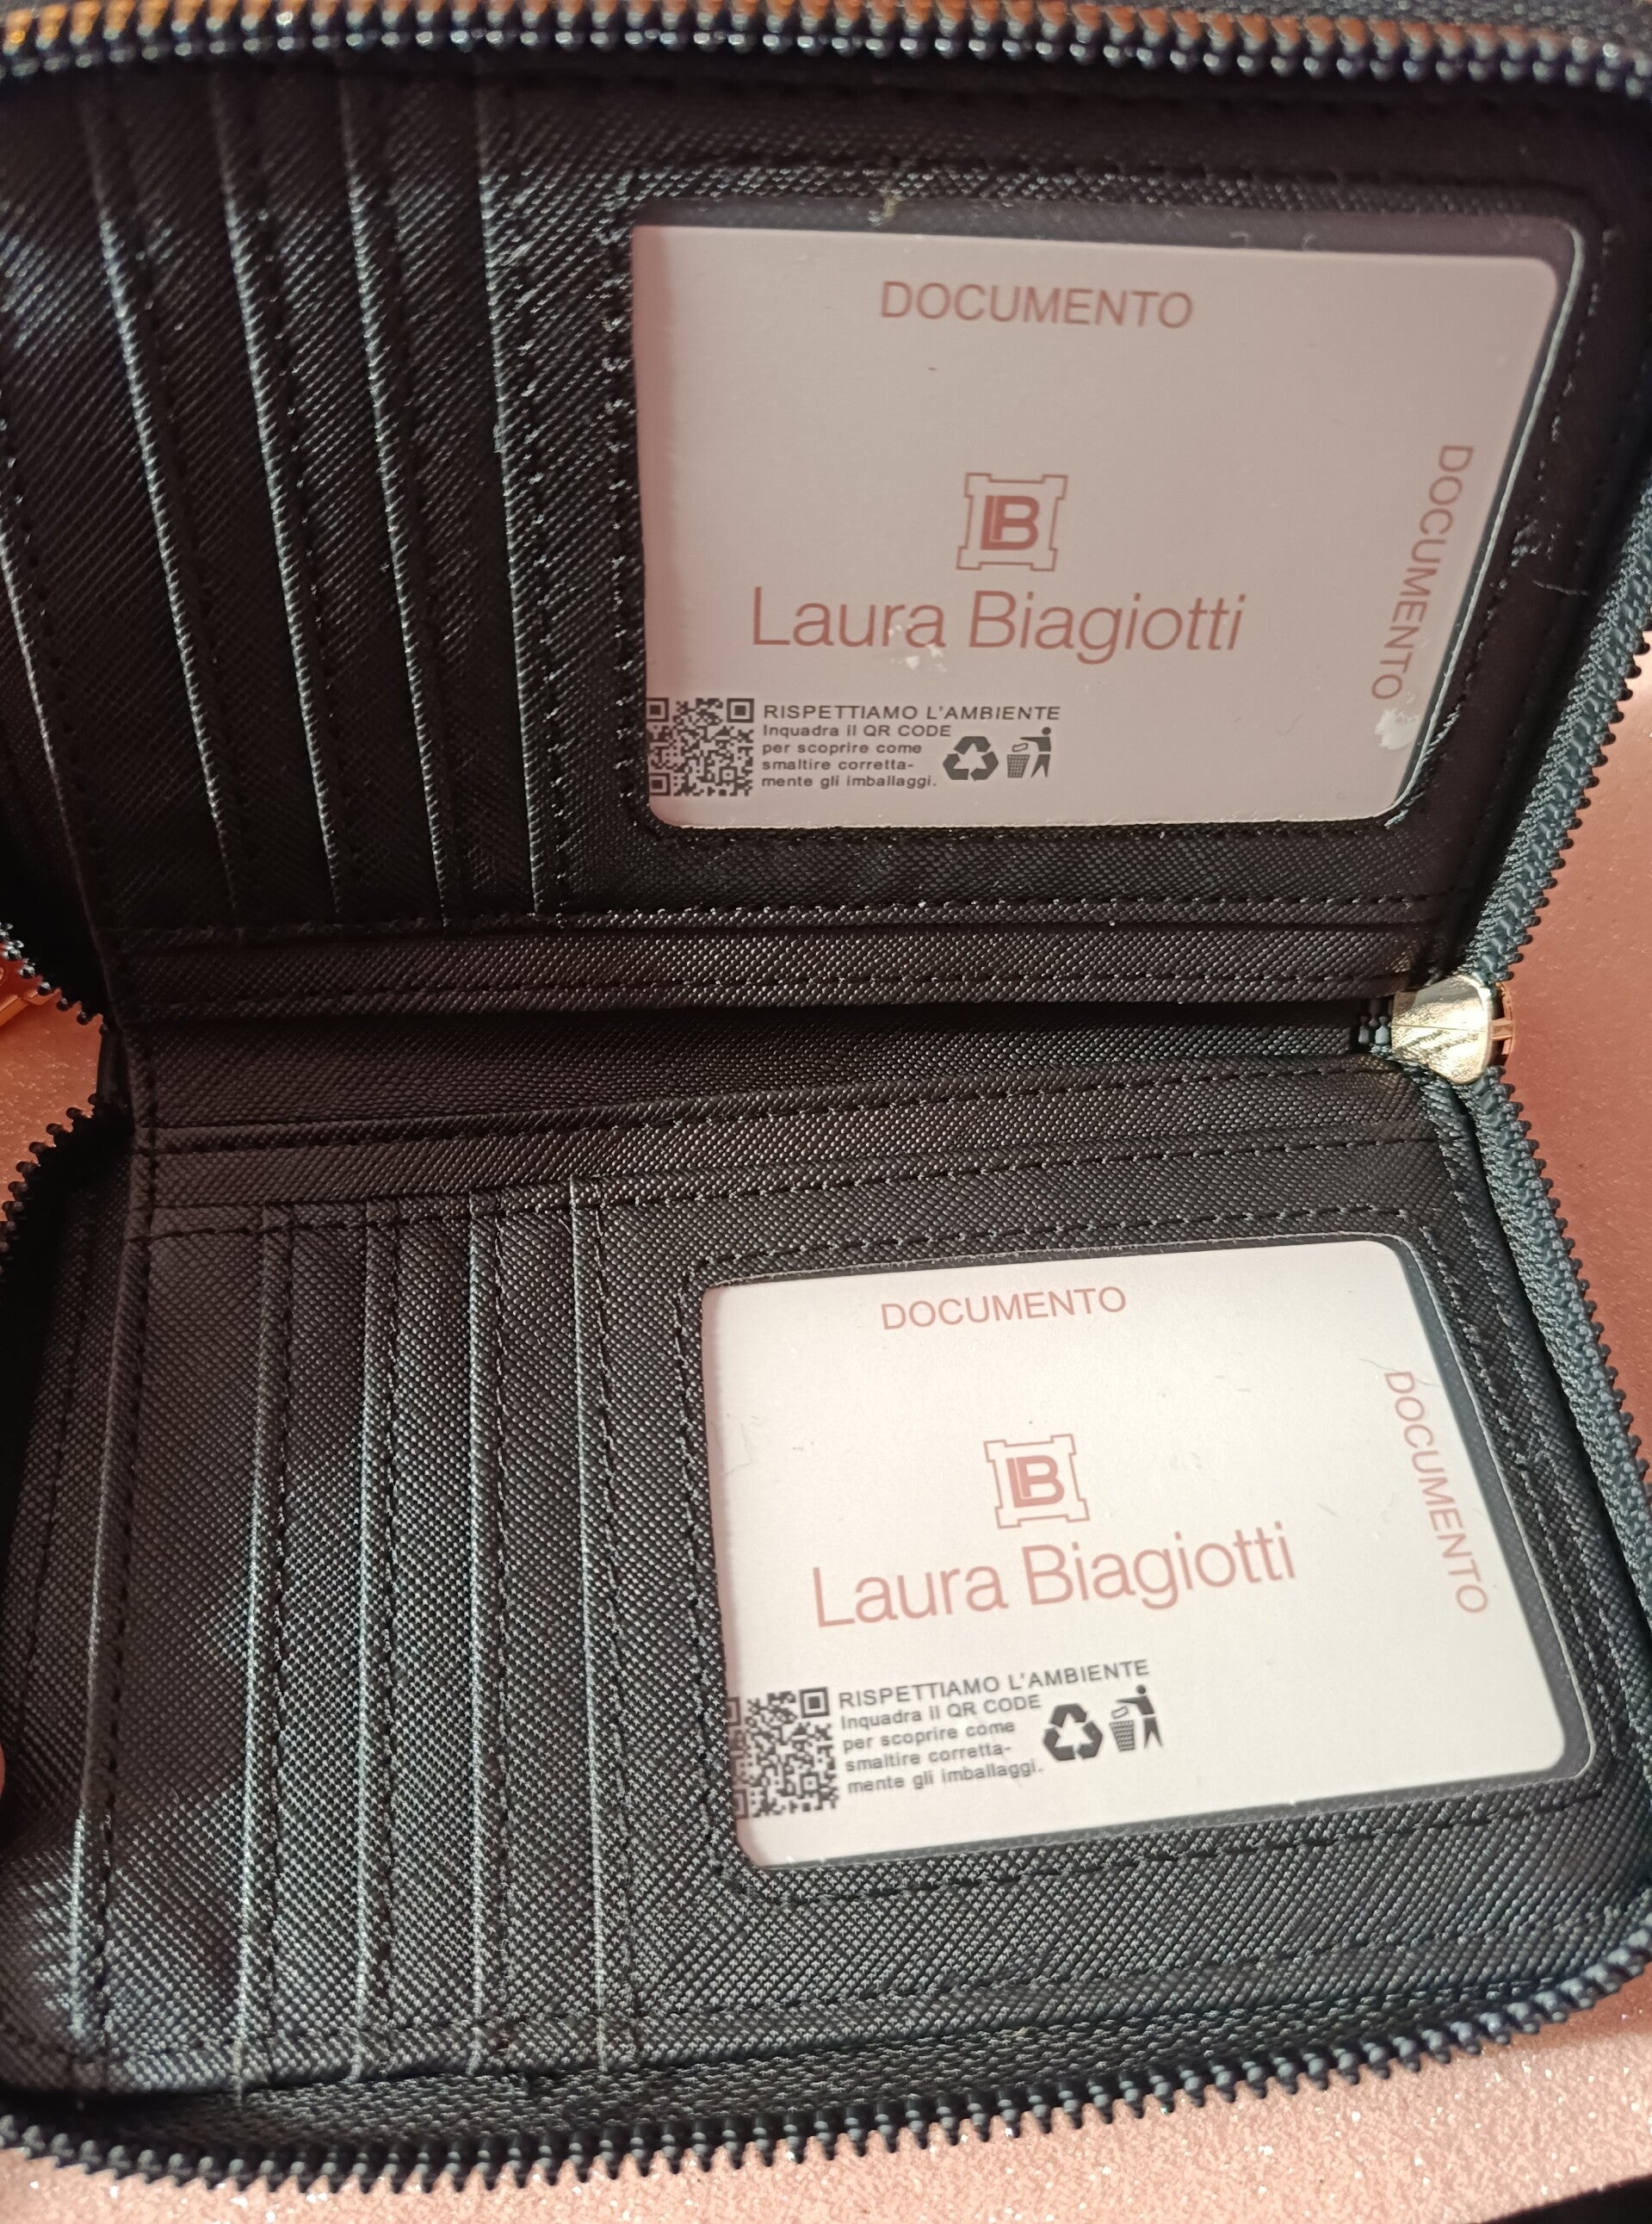 DOCUMENTO
DOCUMENTO
LB
Laura Biagiotti
RISPETTIAMO L'AMBIENTE
Inquadra il QR CODE
per scoprire come
smaltire corretta-
mente gli imballaggi.
DOCUMENTO
DOCUMENTO
LB
Laura Biagiotti
RISPETTIAMO L'AMBIENTE
Inquadra il QR CODE
per scoprire come
smaltire corretta-
mente gli imballaggi.